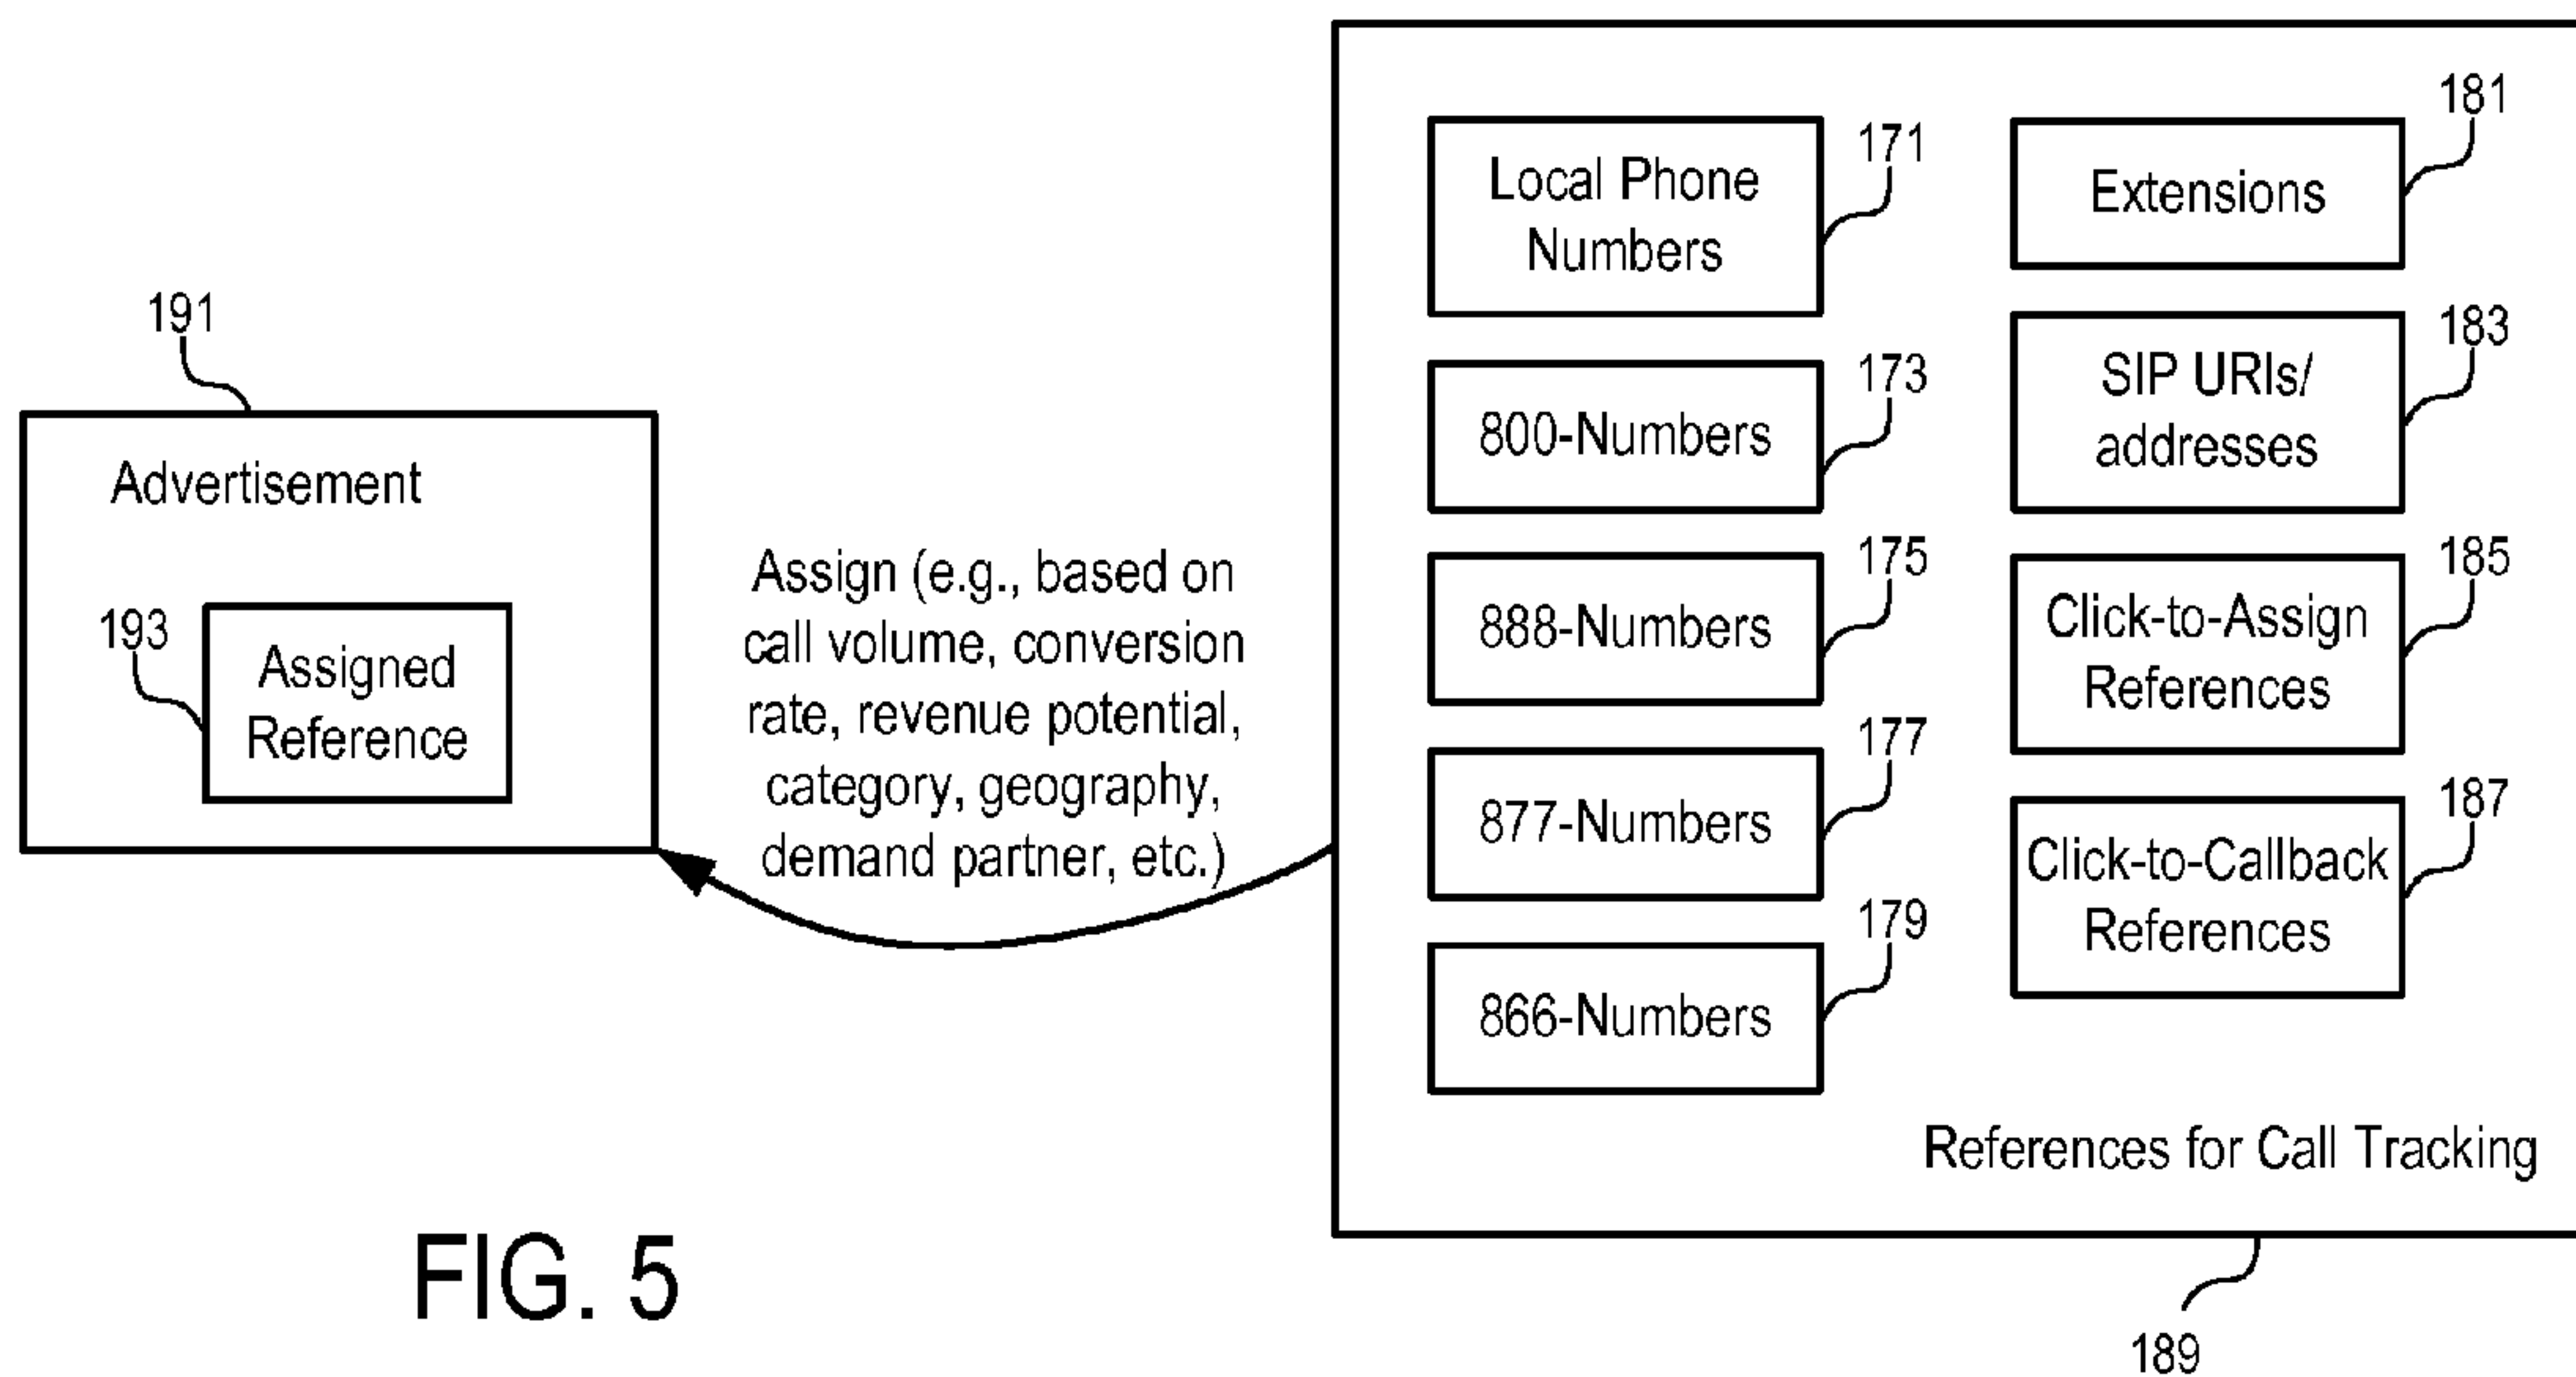 191
Advertisement
193
Assigned
Reference
Assign (e.g., based on
call volume, conversion
rate, revenue potential,
category, geography,
demand partner, etc.)
Local Phone
Numbers
171
800-Numbers
173
888-Numbers
175
877-Numbers
177
866-Numbers
179
Extensions
181
SIP URIs/
addresses
183
Click-to-Assign
References
185
Click-to-Callback
References
187
References for Call Tracking
189
FIG. 5